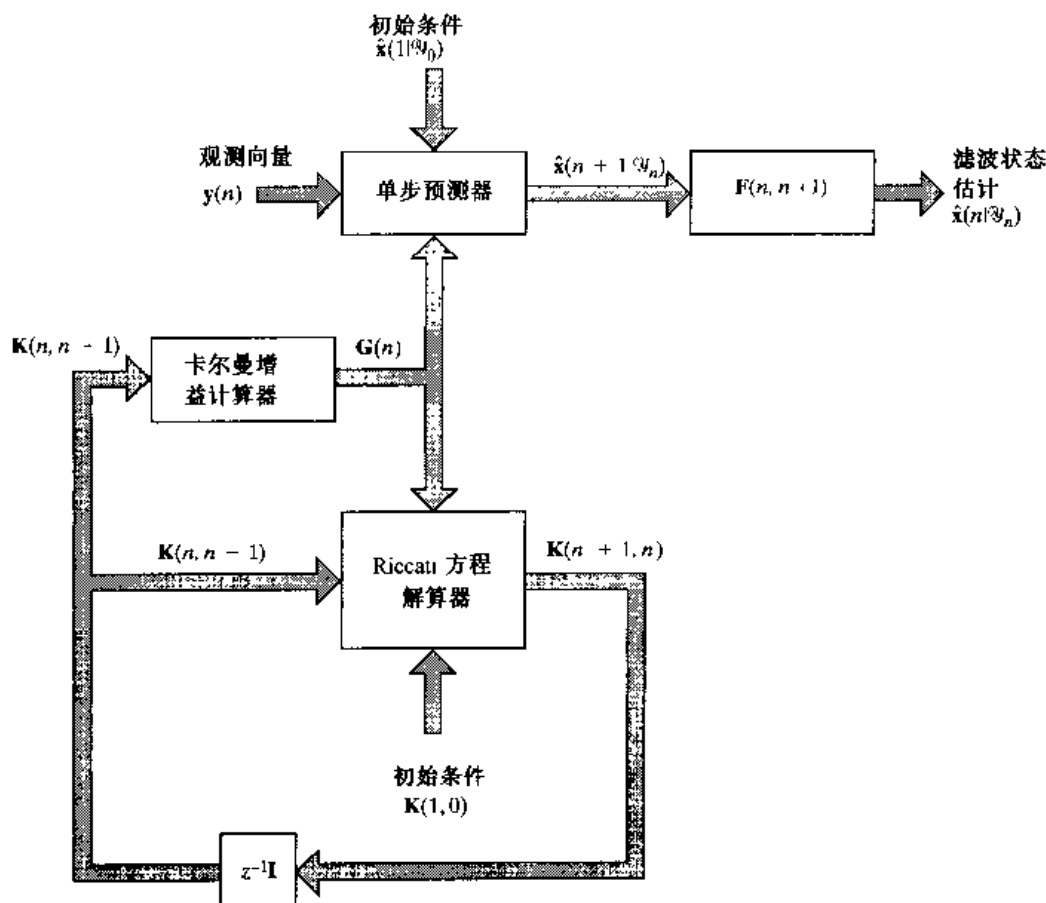 初始条件
x̂(1|𝒴₀)
观测向量
y(n)
单步预测器
x̂(n + 1|𝒴ₙ)
F(n, n + 1)
滤波状态
估计
x̂(n|𝒴ₙ)
K(n, n - 1)
卡尔曼增
益计算器
G(n)
K(n, n - 1)
Riccati 方程
解算器
K(n + 1, n)
初始条件
K(1, 0)
z⁻¹I